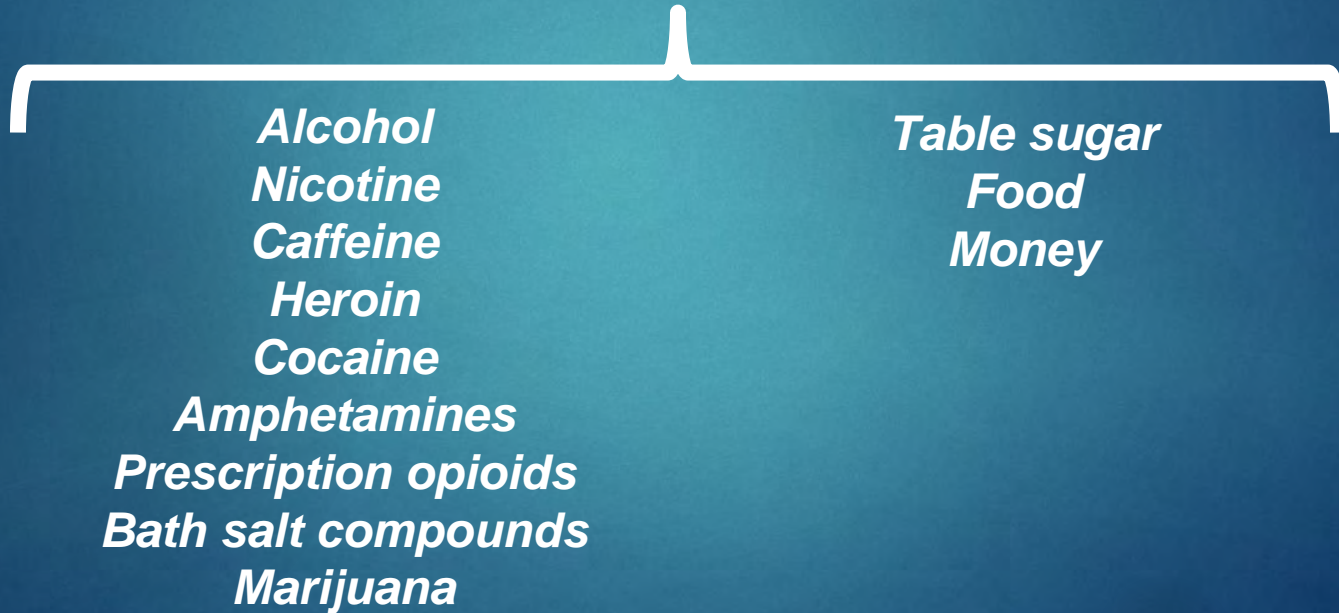 Alcohol
Nicotine
Caffeine
Heroin
Cocaine
Amphetamines
Prescription opioids
Bath salt compounds
Marijuana
Table sugar
Food
Money